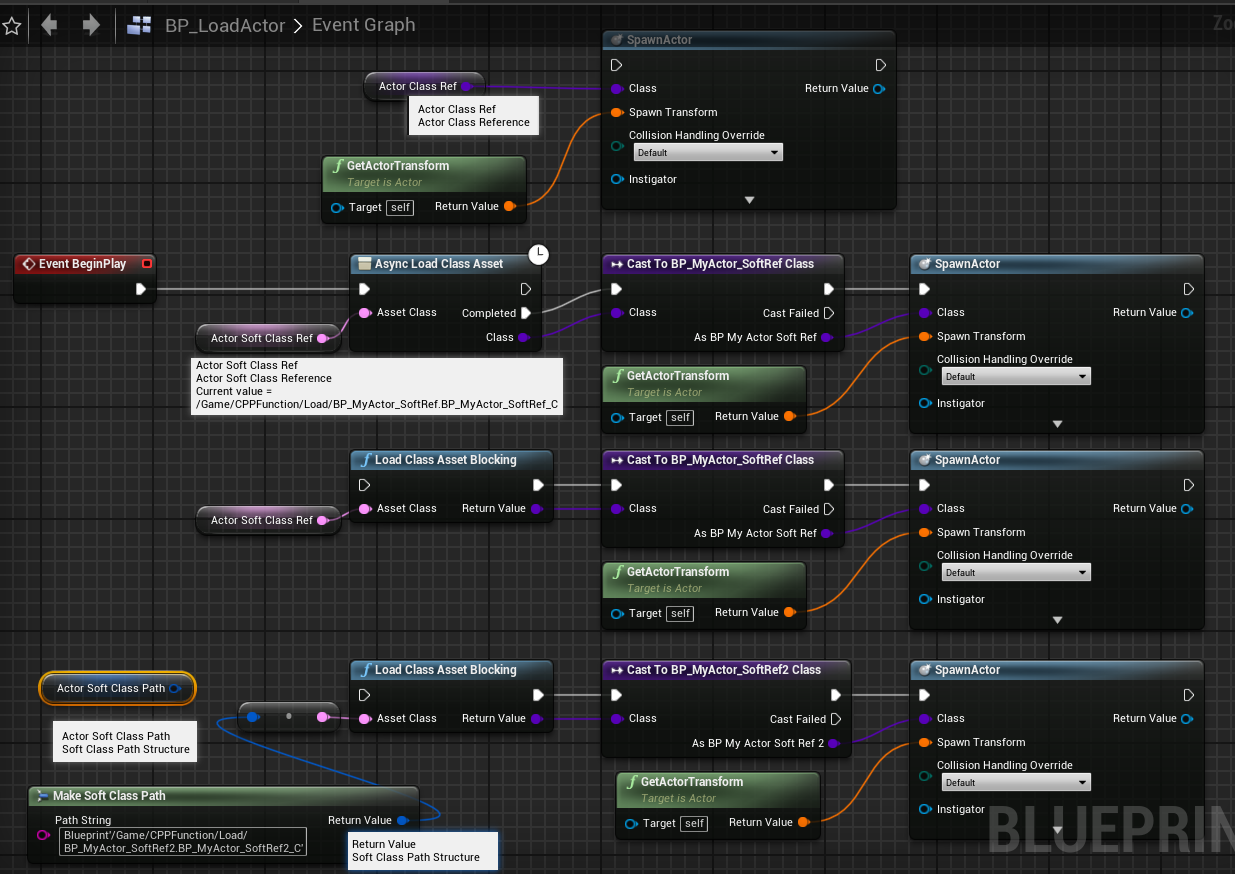 BP_LoadActor > Event Graph
Zo
SpawnActor
Actor Class Ref
Class
Return Value
Actor Class Ref
Actor Class Reference
Spawn Transform
Collision Handling Override
Default
GetActorTransform
Target is Actor
Target self
Return Value
Instigator
Event BeginPlay
Async Load Class Asset
Cast To BP_MyActor_SoftRef Class
SpawnActor
Asset Class
Completed
Class
Cast Failed
Class
Return Value
Actor Soft Class Ref
Class
As BP My Actor Soft Ref
Spawn Transform
Actor Soft Class Ref
Actor Soft Class Reference
Current value =
/Game/CPPFunction/Load/BP_MyActor_SoftRef.BP_MyActor_SoftRef_C
GetActorTransform
Target is Actor
Target self
Return Value
Collision Handling Override
Default
Instigator
Load Class Asset Blocking
Cast To BP_MyActor_SoftRef Class
SpawnActor
Actor Soft Class Ref
Asset Class
Return Value
Class
Cast Failed
As BP My Actor Soft Ref
Class
Return Value
Spawn Transform
Collision Handling Override
Default
GetActorTransform
Target is Actor
Target self
Return Value
Instigator
Load Class Asset Blocking
Cast To BP_MyActor_SoftRef2 Class
SpawnActor
Actor Soft Class Path
Asset Class
Return Value
Class
Cast Failed
As BP My Actor Soft Ref 2
Class
Return Value
Actor Soft Class Path
Soft Class Path Structure
Spawn Transform
Collision Handling Override
Default
GetActorTransform
Target is Actor
Target self
Return Value
Instigator
Make Soft Class Path
Path String
Return Value
Blueprint'/Game/CPPFunction/Load/
BP_MyActor_SoftRef2.BP_MyActor_SoftRef2_C'
Return Value
Soft Class Path Structure
BLUEPRIN